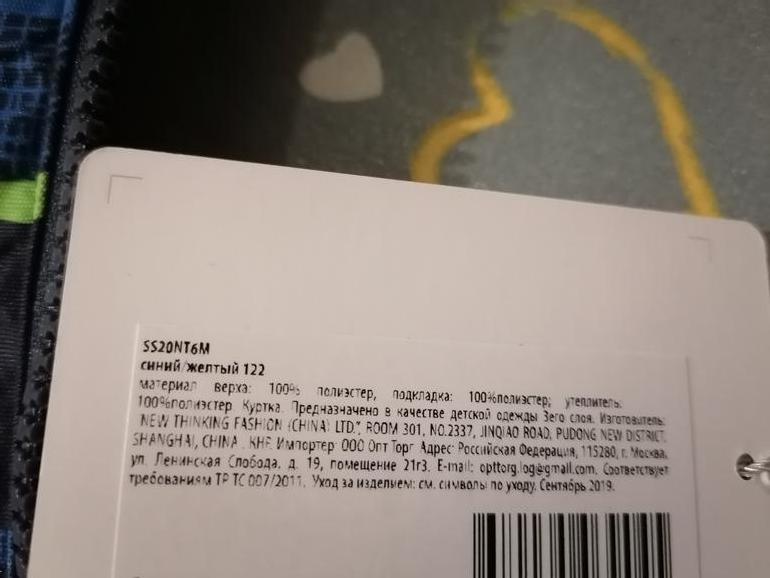 SS20NT6M
синий/желтый 122
материал верха: 100% полиэстер, подкладка: 100%полиэстер; утеплитель:
100%полиэстер. Куртка. Предназначено в качестве детской одежды 3его слоя. Изготовитель:
"NEW THINKING FASHION (CHINA) LTD.", ROOM 301, NO.2337, JINQIAO ROAD, PUDONG NEW DISTRICT,
SHANGHAI, CHINA , КНР. Импортер: ООО Опт Торг Адрес: Российская Федерация, 115280, г. Москва,
ул. Ленинская Слобода, д. 19, помещение 21г3. E-mail: opttorg.log@gmail.com. Соответствует
требованиям ТР ТС 007/2011. Уход за изделием: см. символы по уходу. Сентябрь 2019.